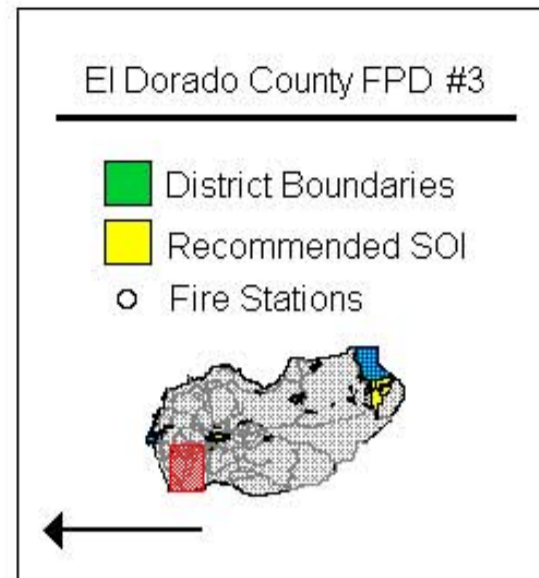 El Dorado County FPD #3
District Boundaries
Recommended SOI
Fire Stations